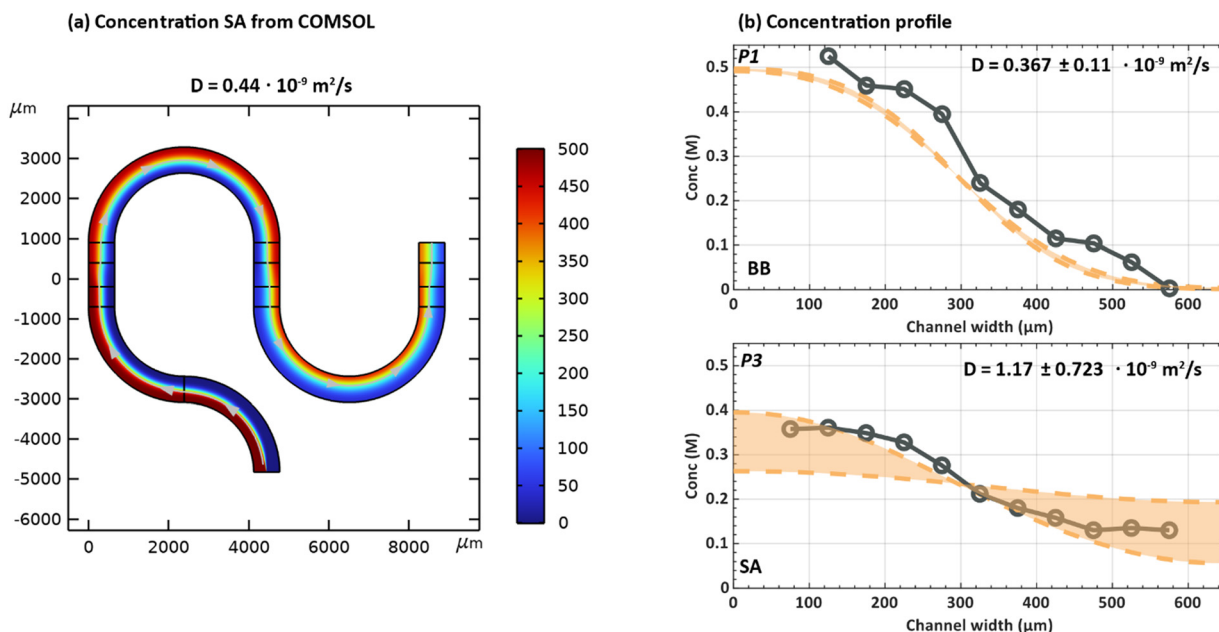 (a) Concentration SA from COMSOL
D = 0.44 · 10⁻⁹ m²/s
μm
3000
2000
1000
0
-1000
-2000
-3000
-4000
-5000
-6000
0 2000 4000 6000 8000 μm
500
450
400
350
300
250
200
150
100
50
0
(b) Concentration profile
P1
D = 0.367 ± 0.11 · 10⁻⁹ m²/s
0.5
0.4
0.3
0.2
0.1
0
Conc (M)
BB
0 100 200 300 400 500 600
Channel width (μm)
P3
D = 1.17 ± 0.723 · 10⁻⁹ m²/s
0.5
0.4
0.3
0.2
0.1
0
Conc (M)
SA
0 100 200 300 400 500 600
Channel width (μm)